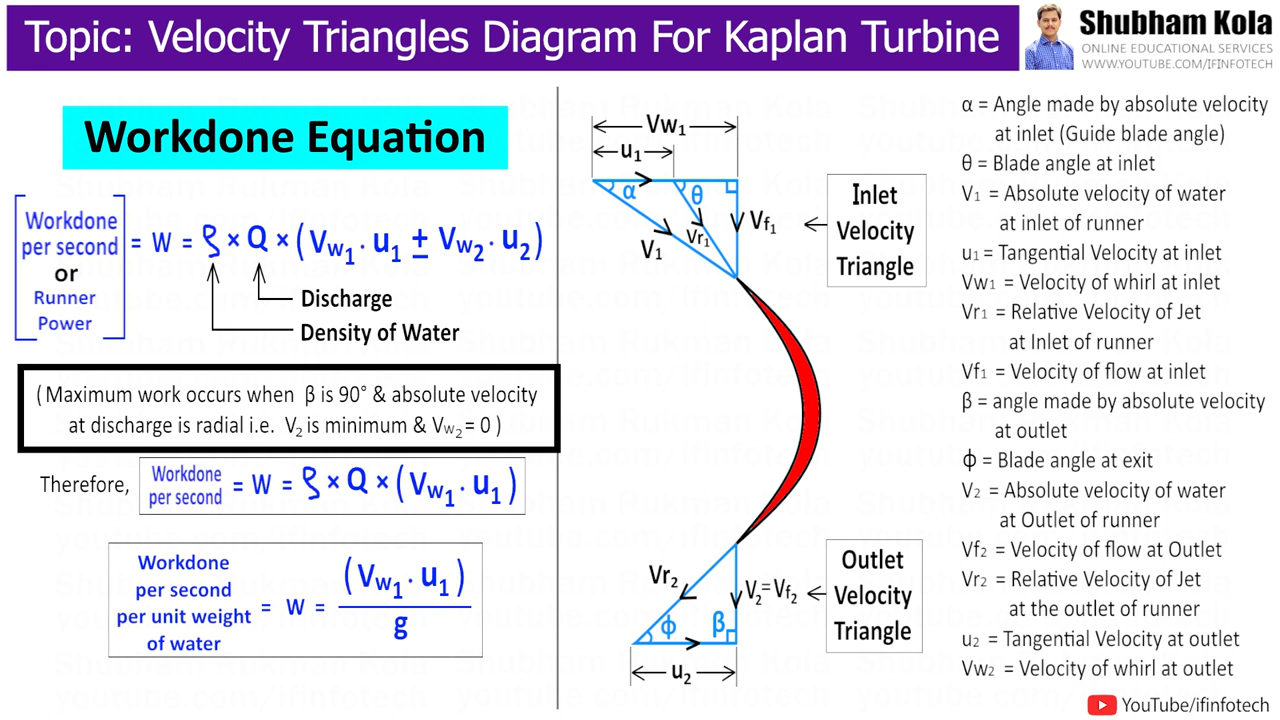 Topic: Velocity Triangles Diagram For Kaplan Turbine
Shubham Kola
ONLINE EDUCATIONAL SERVICES
WWW.YOUTUBE.COM/IFINFOTECH
Workdone Equation
Workdone
per second
or
Runner
Power
= W = ζ × Q × ( Vw₁ · u₁ ± Vw₂ · u₂ )
Discharge
Density of Water
( Maximum work occurs when β is 90° & absolute velocity
at discharge is radial i.e. V₂ is minimum & Vw₂ = 0 )
Therefore,
Workdone
per second
= W = ζ × Q × ( Vw₁ · u₁ )
Workdone
per second
per unit weight
of water
= w =
( Vw₁ · u₁ )
g
Vw₁
u₁
α
θ
V₁
Vr₁
Vf₁
Inlet
Velocity
Triangle
Vr₂
V₂=Vf₂
ϕ
β
u₂
Outlet
Velocity
Triangle
α = Angle made by absolute velocity
at inlet (Guide blade angle)
θ = Blade angle at inlet
V₁ = Absolute velocity of water
at inlet of runner
u₁ = Tangential Velocity at inlet
Vw₁ = Velocity of whirl at inlet
Vr₁ = Relative Velocity of Jet
at Inlet of runner
Vf₁ = Velocity of flow at inlet
β = angle made by absolute velocity
at outlet
ϕ = Blade angle at exit
V₂ = Absolute velocity of water
at Outlet of runner
Vf₂ = Velocity of flow at Outlet
Vr₂ = Relative Velocity of Jet
at the outlet of runner
u₂ = Tangential Velocity at outlet
Vw₂ = Velocity of whirl at outlet
YouTube/ifinfotech